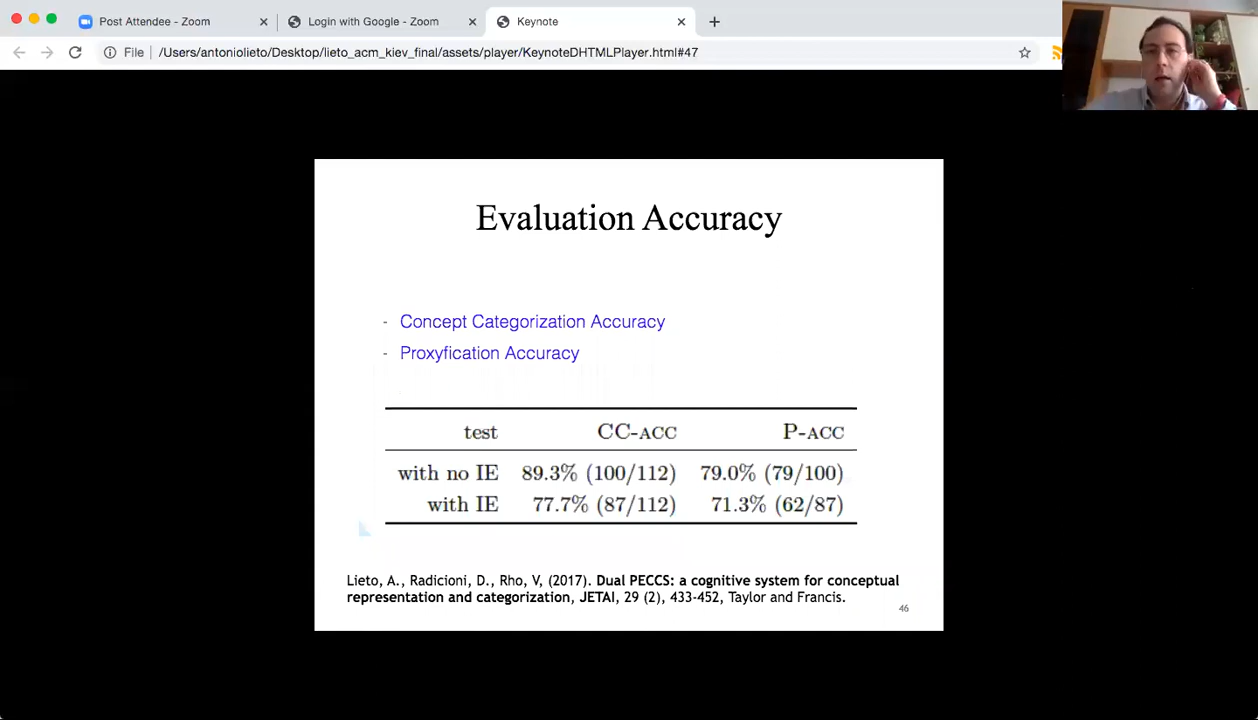 Post Attendee - Zoom
Login with Google - Zoom
Keynote
File
/Users/antoniolieto/Desktop/lieto_acm_kiev_final/assets/player/KeynoteDHTMLPlayer.html#47
Evaluation Accuracy
- Concept Categorization Accuracy
- Proxyfication Accuracy
test CC-ACC P-ACC
with no IE 89.3% (100/112) 79.0% (79/100)
with IE 77.7% (87/112) 71.3% (62/87)
Lieto, A., Radicioni, D., Rho, V, (2017). Dual PECCS: a cognitive system for conceptual
representation and categorization, JETAI, 29 (2), 433-452, Taylor and Francis.
46